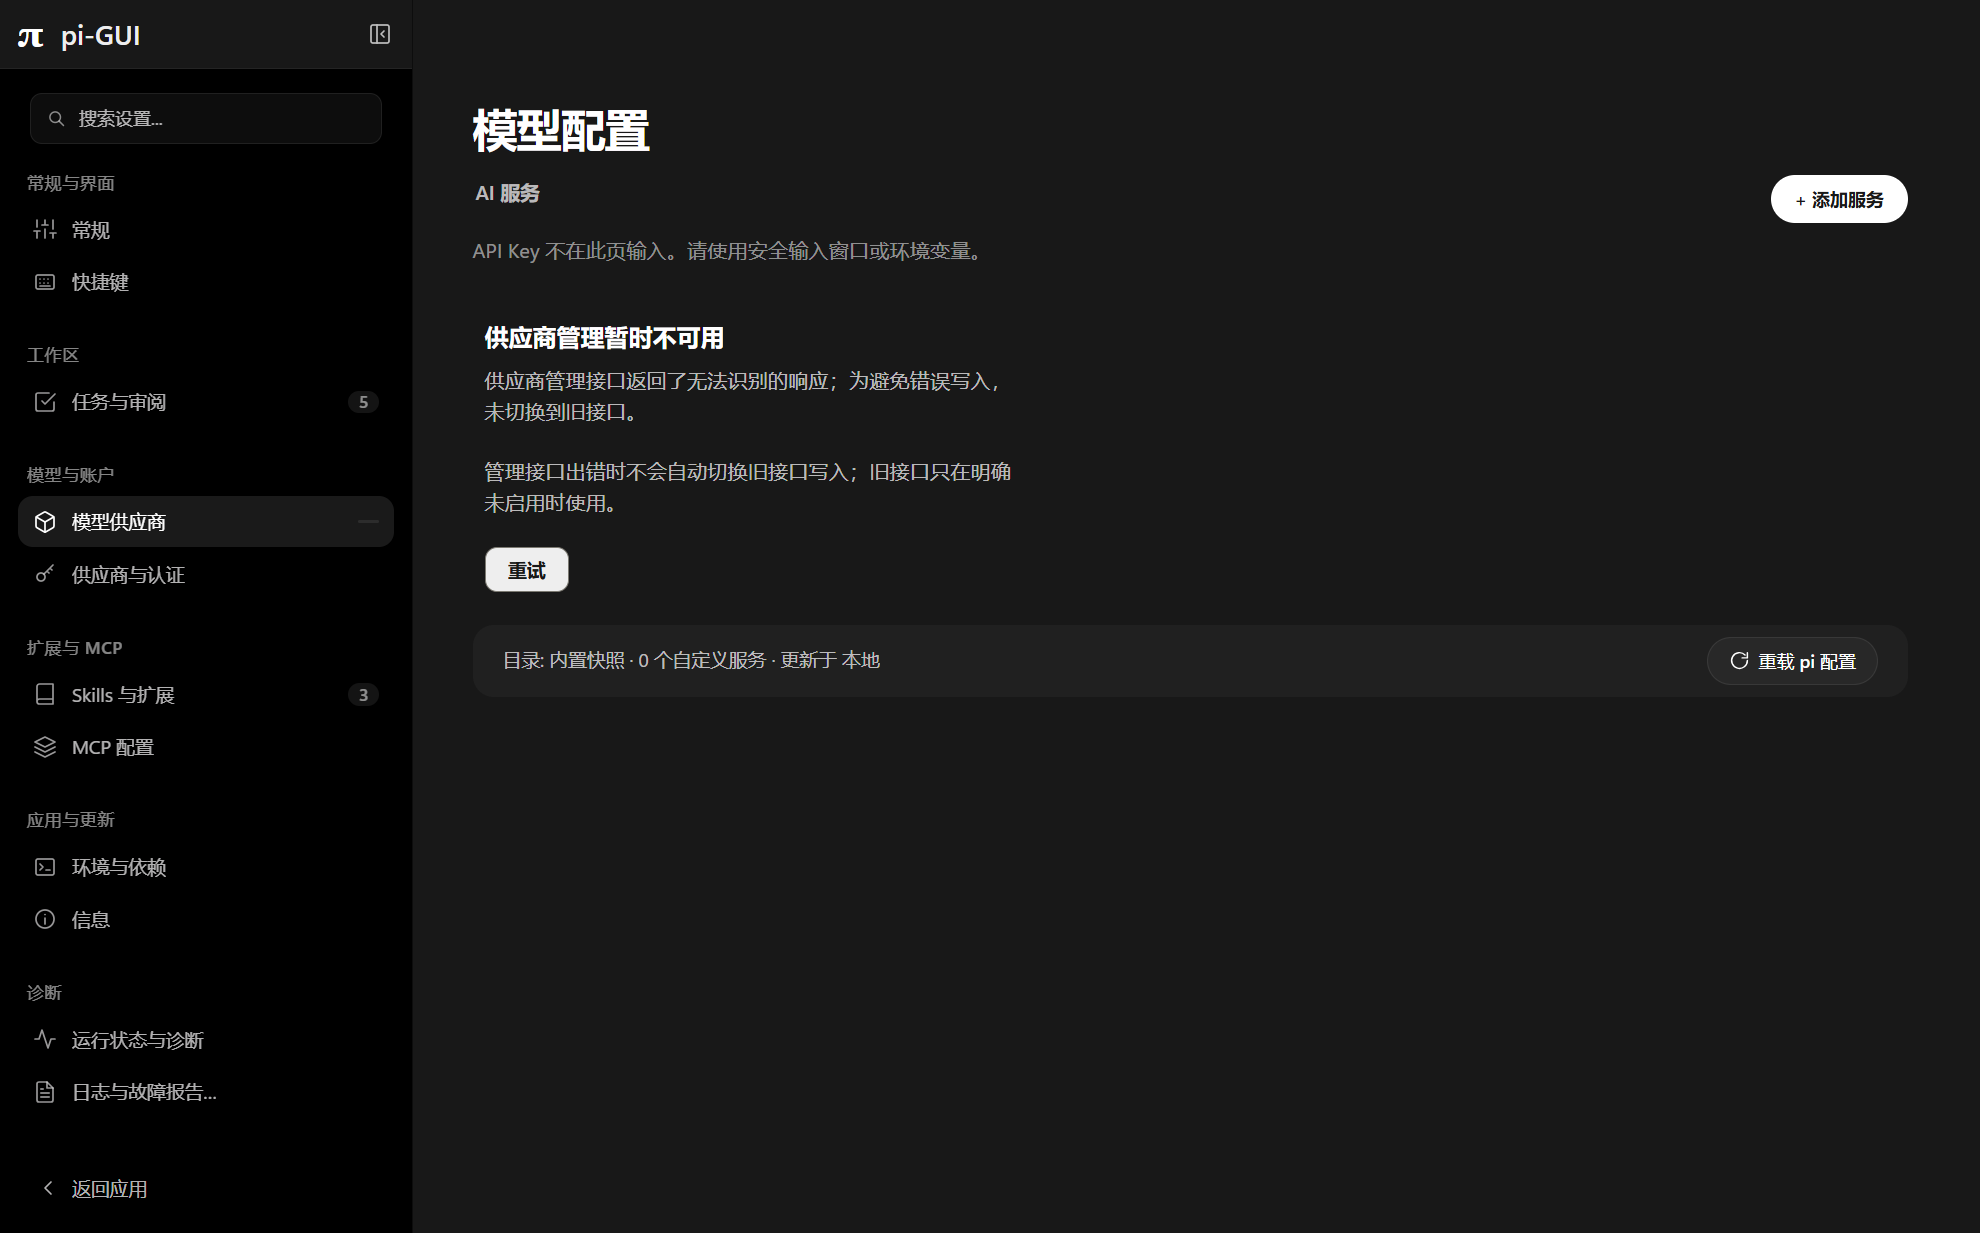 π pi-GUI
搜索设置...
常规与界面
常规
快捷键
工作区
任务与审阅 5
模型与账户
模型供应商
供应商与认证
扩展与 MCP
Skills 与扩展 3
MCP 配置
应用与更新
环境与依赖
信息
诊断
运行状态与诊断
日志与故障报告...
返回应用
模型配置
AI 服务
+ 添加服务
API Key 不在此页输入。请使用安全输入窗口或环境变量。
供应商管理暂时不可用
供应商管理接口返回了无法识别的响应；为避免错误写入，
未切换到旧接口。
管理接口出错时不会自动切换旧接口写入；旧接口只在明确
未启用时使用。
重试
目录: 内置快照 · 0 个自定义服务 · 更新于 本地
重载 pi 配置